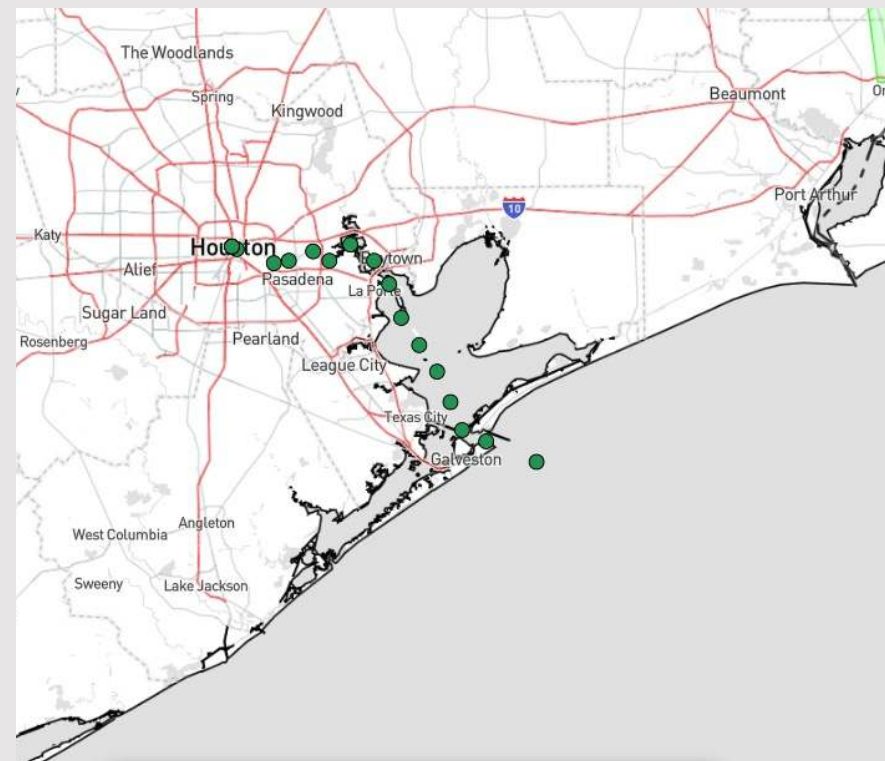 The Woodlands
Spring
Kingwood
Beaumont
Port Arthur
10
Katy
Houston
Baytown
Alief
Pasadena
La Porte
Sugar Land
Pearland
Rosenberg
League City
Texas City
Galveston
Angleton
West Columbia
Sweeny
Lake Jackson